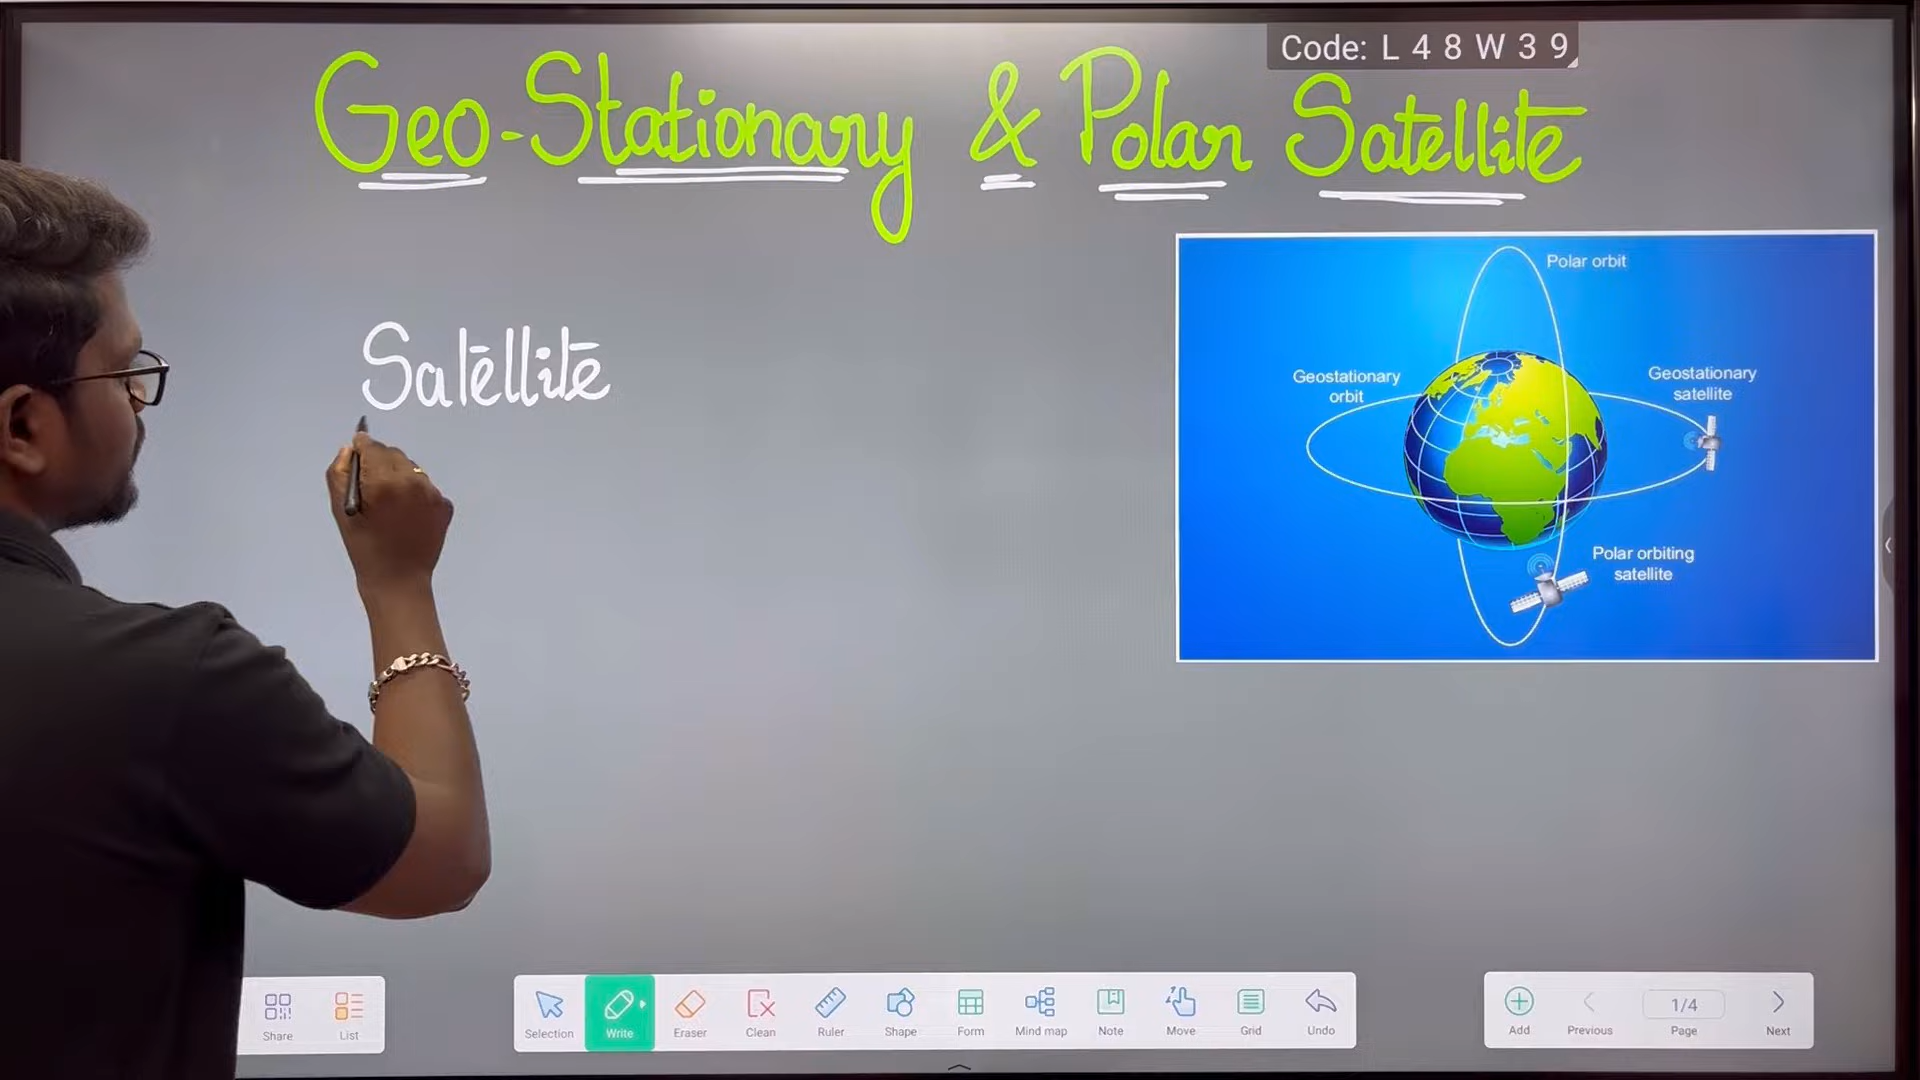 Code: L 4 8 W 3 9
Geo-Stationary & Polar Satellite
Satellite
Polar orbit
Geostationary
orbit
Geostationary
satellite
Polar orbiting
satellite
Share
List
Selection
Write
Eraser
Clean
Ruler
Shape
Form
Mind map
Note
Move
Grid
Undo
Add
Previous
1/4
Page
Next